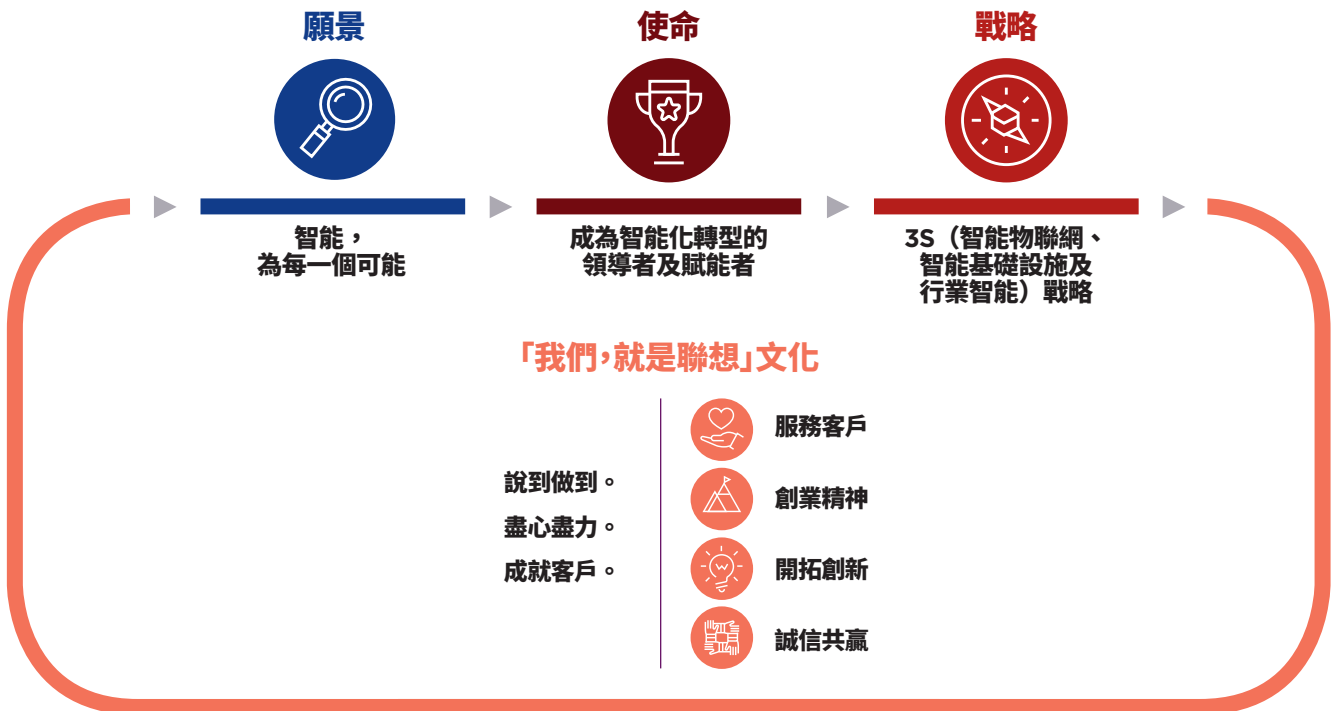 願景
使命
戰略
智能，
為每一個可能
成為智能化轉型的
領導者及賦能者
3S（智能物聯網、
智能基礎設施及
行業智能）戰略
「我們，就是聯想」文化
說到做到。
盡心盡力。
成就客戶。
服務客戶
創業精神
開拓創新
誠信共贏